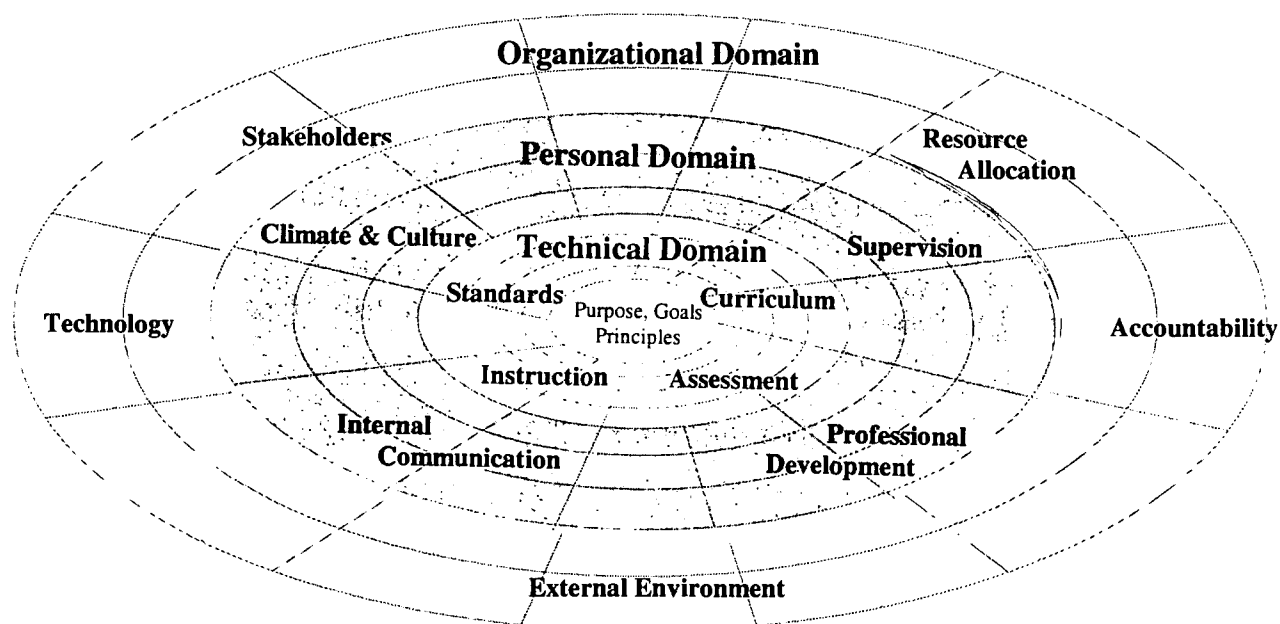 Organizational Domain
Stakeholders
Resource
Allocation
Personal Domain
Climate & Culture
Technical Domain
Supervision
Standards
Curriculum
Purpose, Goals
Principles
Technology
Accountability
Instruction
Assessment
Internal
Communication
Professional
Development
External Environment